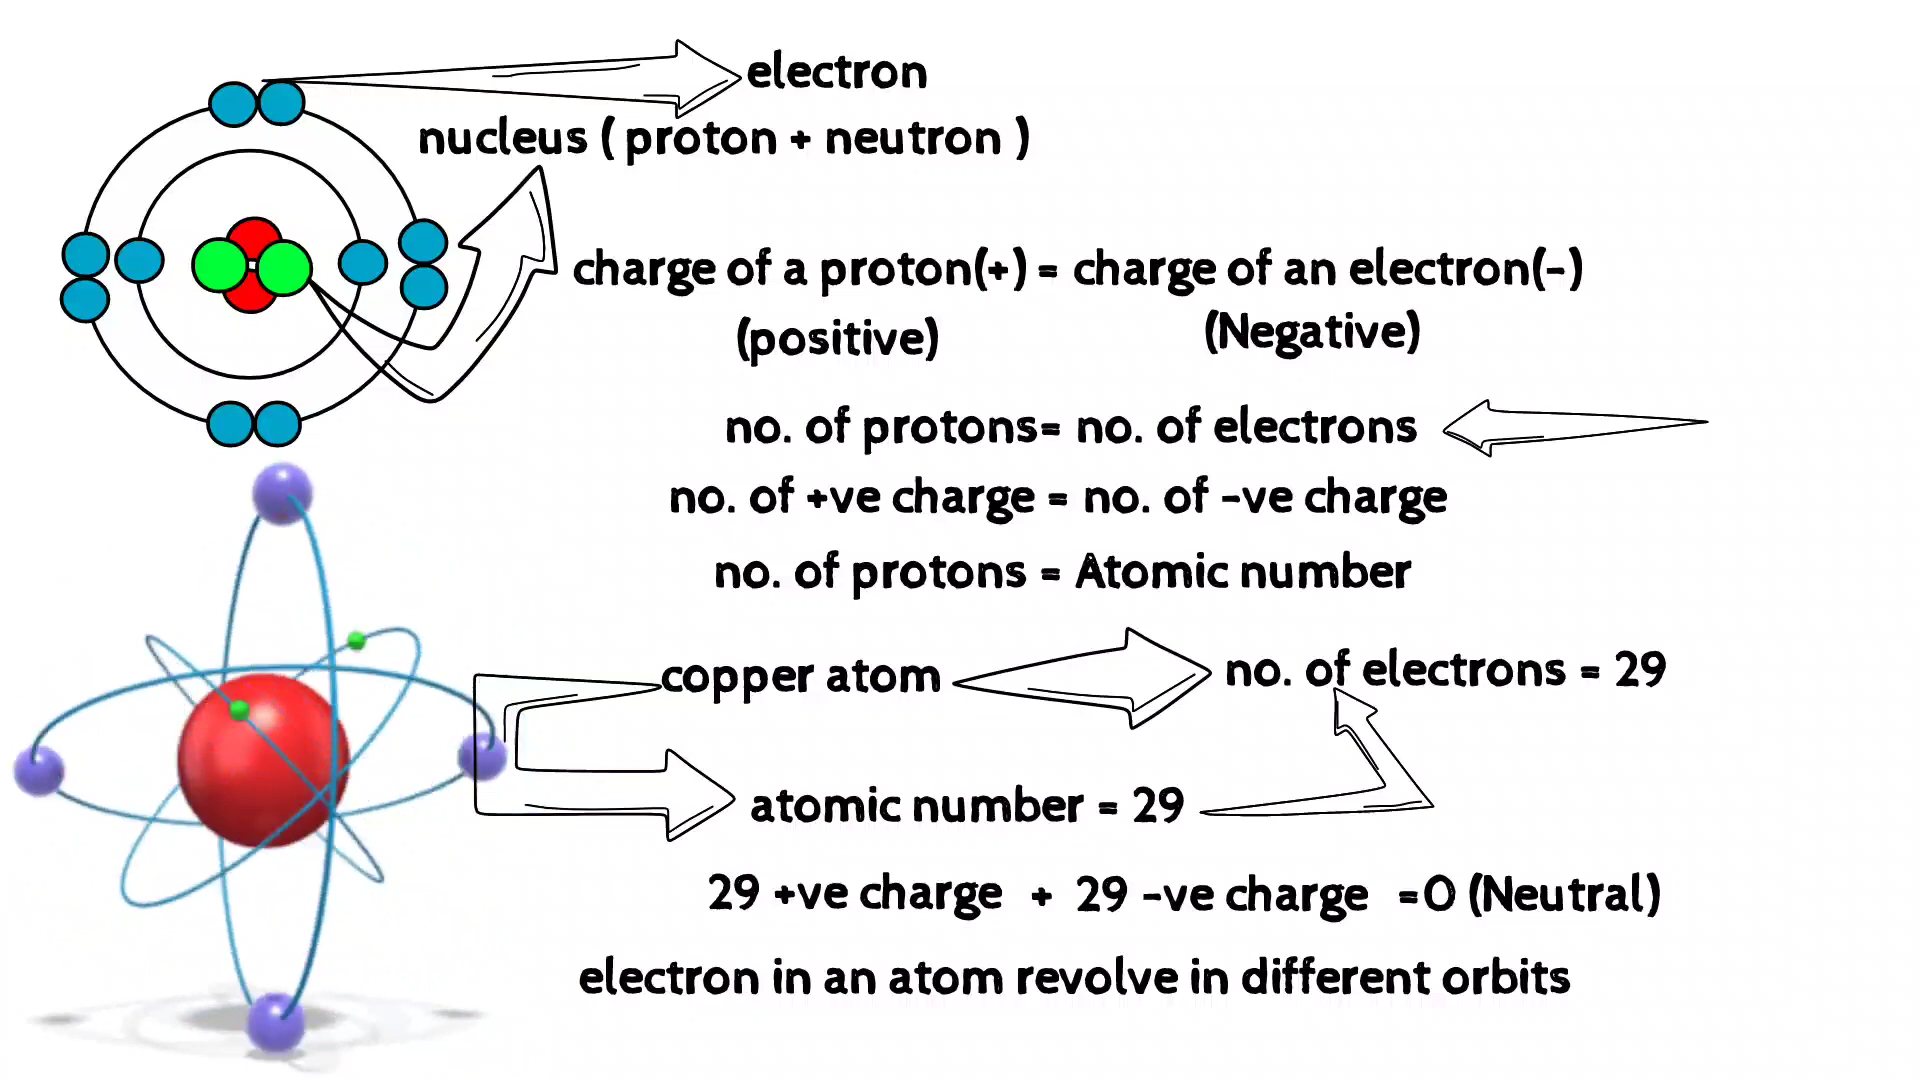 electron
nucleus ( proton + neutron )
charge of a proton(+) = charge of an electron(-)
(positive) (Negative)
no. of protons= no. of electrons
no. of +ve charge = no. of -ve charge
no. of protons = Atomic number
copper atom no. of electrons = 29
atomic number = 29
29 +ve charge + 29 -ve charge =0 (Neutral)
electron in an atom revolve in different orbits